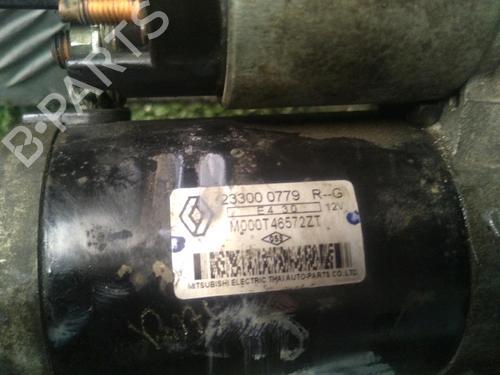 B-PARTS
23300 0779 R--G
E4 30 12V
M000T46572ZT
MITSUBISHI ELECTRIC THAI AUTO-PARTS CO.,LTD.